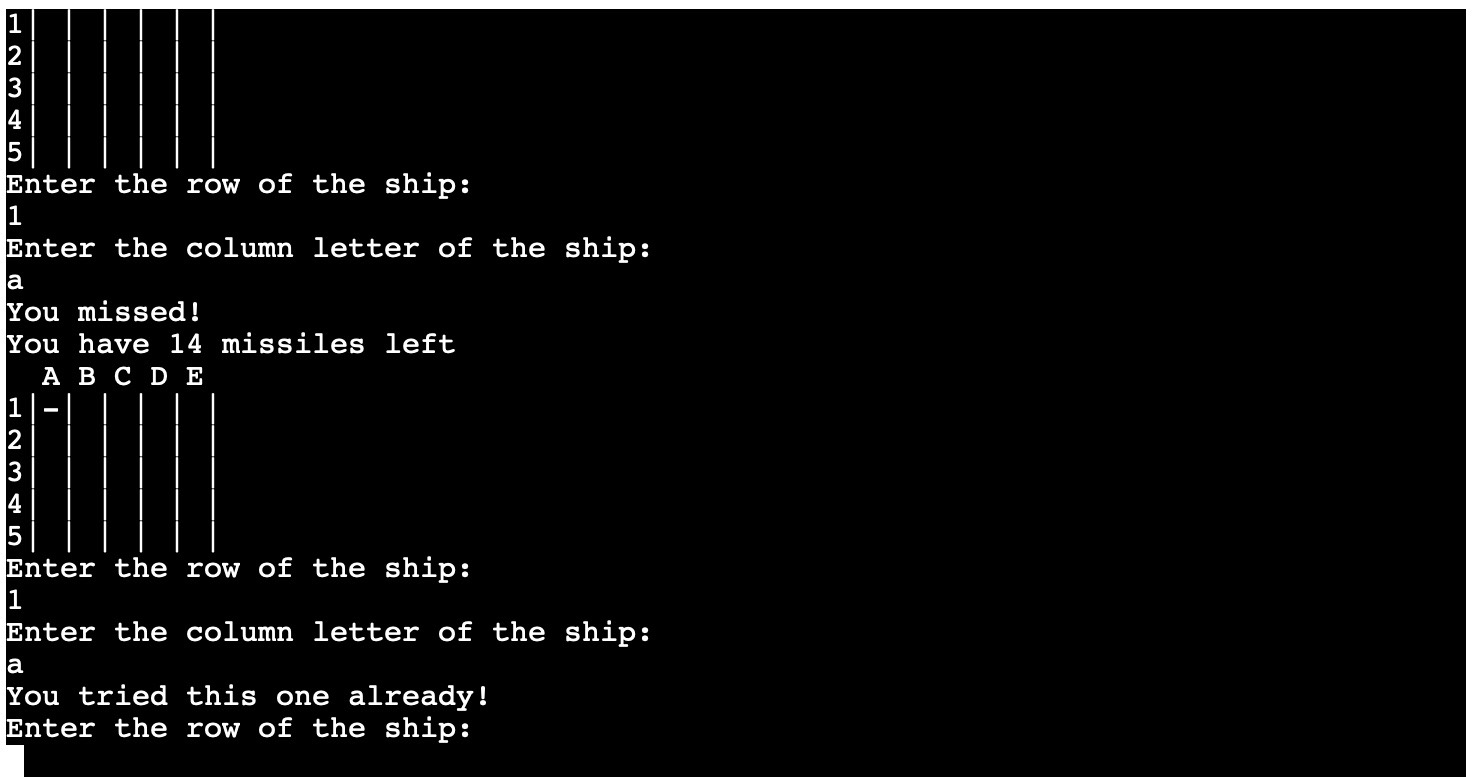 1| | | | | |
2| | | | | |
3| | | | | |
4| | | | | |
5| | | | | |
Enter the row of the ship:
1
Enter the column letter of the ship:
a
You missed!
You have 14 missiles left
  A B C D E
1|-| | | | |
2| | | | | |
3| | | | | |
4| | | | | |
5| | | | | |
Enter the row of the ship:
1
Enter the column letter of the ship:
a
You tried this one already!
Enter the row of the ship: